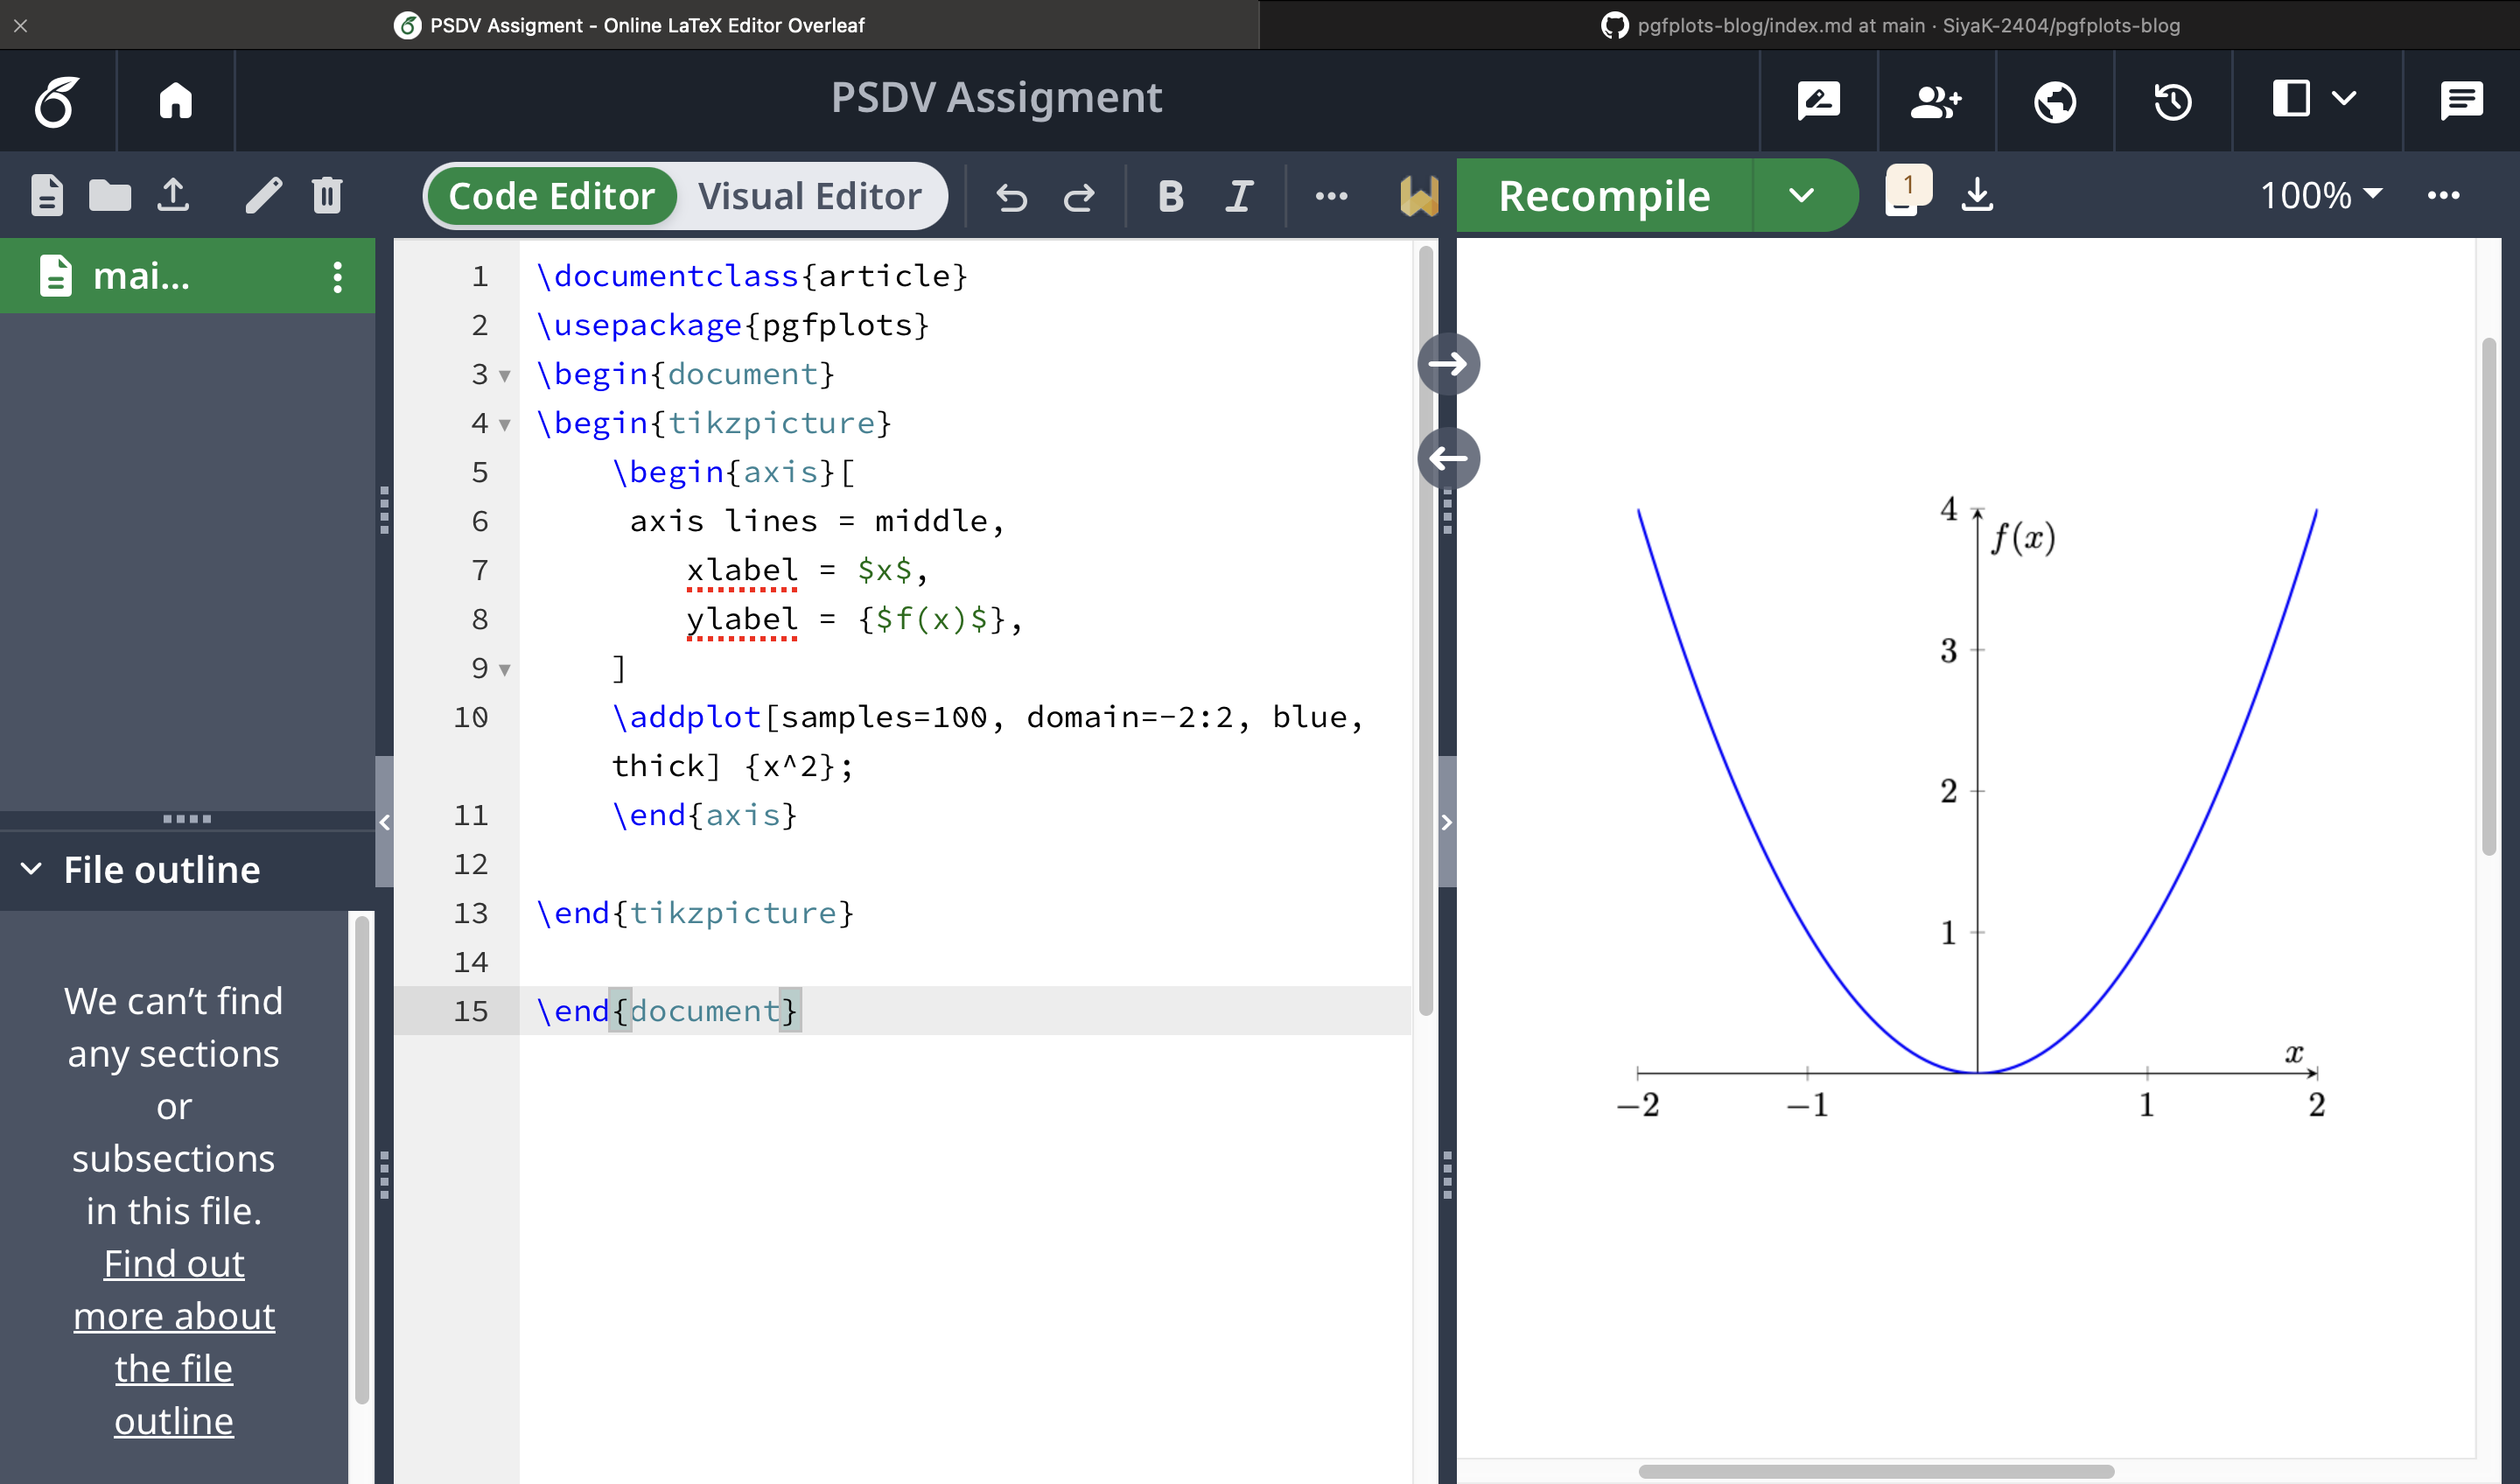 PSDV Assigment - Online LaTeX Editor Overleaf
pgfplots-blog/index.md at main · SiyaK-2404/pgfplots-blog
PSDV Assigment
Code Editor
Visual Editor
B
I
Recompile
1
100%
mai...
1 \documentclass{article}
2 \usepackage{pgfplots}
3 \begin{document}
4 \begin{tikzpicture}
5 \begin{axis}[
6 axis lines = middle,
7 xlabel = $x$,
8 ylabel = {$f(x)$},
9 ]
10 \addplot[samples=100, domain=-2:2, blue,
thick] {x^2};
11 \end{axis}
12
13 \end{tikzpicture}
14
15 \end{document}
File outline
We can’t find
any sections
or
subsections
in this file.
Find out
more about
the file
outline
4
f(x)
3
2
1
x
−2 −1 1 2